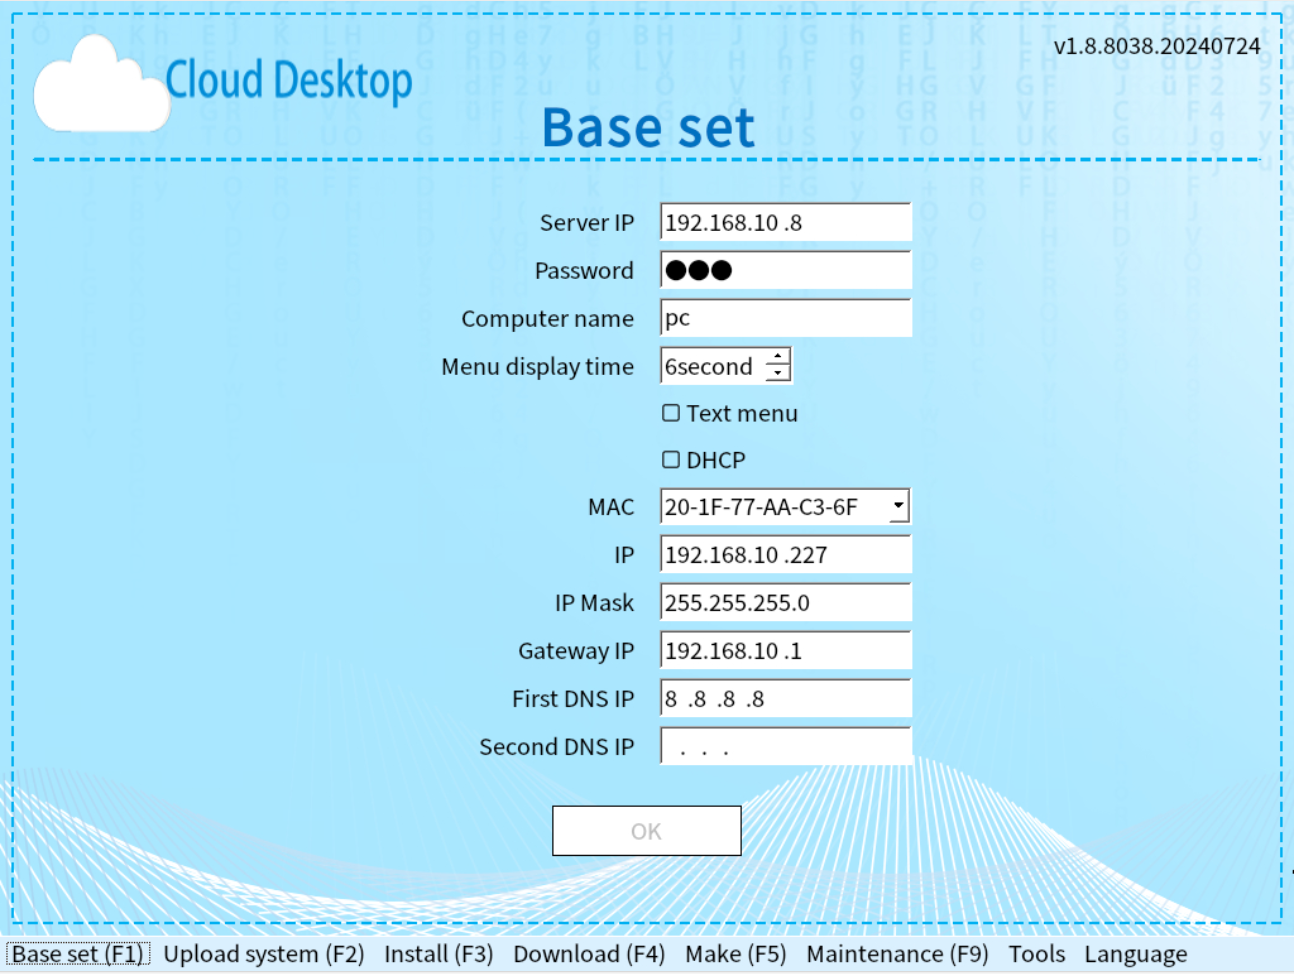 Cloud Desktop
v1.8.8038.20240724
Base set
Server IP 192.168.10 .8
Password ●●●
Computer name pc
Menu display time 6second
Text menu
DHCP
MAC 20-1F-77-AA-C3-6F
IP 192.168.10 .227
IP Mask 255.255.255.0
Gateway IP 192.168.10 .1
First DNS IP 8 .8 .8 .8
Second DNS IP . . .
OK
Base set (F1) Upload system (F2) Install (F3) Download (F4) Make (F5) Maintenance (F9) Tools Language